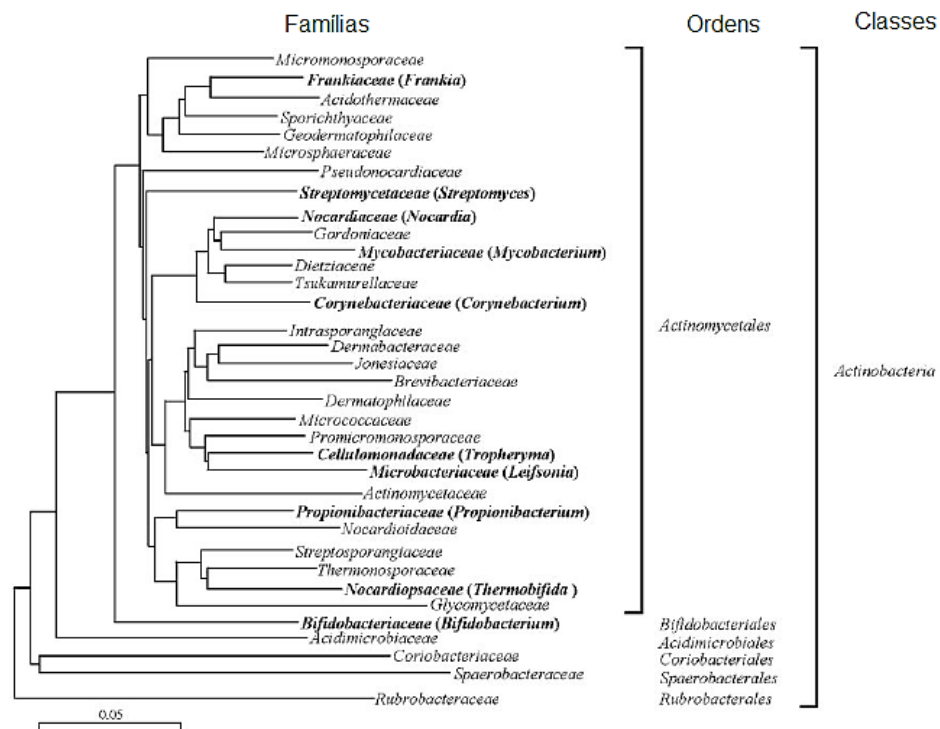 Famílias
Ordens
Classes
Micromonosporaceae
Frankiaceae (Frankia)
Acidothermaceae
Sporichthyaceae
Geodermatophilaceae
Microsphaeraceae
Pseudonocardiaceae
Streptomycetaceae (Streptomyces)
Nocardiaceae (Nocardia)
Gordoniaceae
Mycobacteriaceae (Mycobacterium)
Dietziaceae
Tsukamurellaceae
Corynebacteriaceae (Corynebacterium)
Intrasporanglaceae
Dermabacteraceae
Jonesiaceae
Brevibacteriaceae
Dermatophilaceae
Micrococcaceae
Promicromonosporaceae
Cellulomonadaceae (Tropheryma)
Microbacteriaceae (Leifsonia)
Actinomycetaceae
Propionibacteriaceae (Propionibacterium)
Nocardioidaceae
Streptosporangiaceae
Thermonosporaceae
Nocardiopsaceae (Thermobifida )
Glycomycetaceae
Actinomycetales
Actinobacteria
Bifidobacteriaceae (Bifidobacterium)
Bifidobacteriales
Acidimicrobiaceae
Acidimicrobiales
Coriobacteriaceae
Coriobacteriales
Spaerobacteraceae
Spaerobacterales
Rubrobacteraceae
Rubrobacterales
0.05